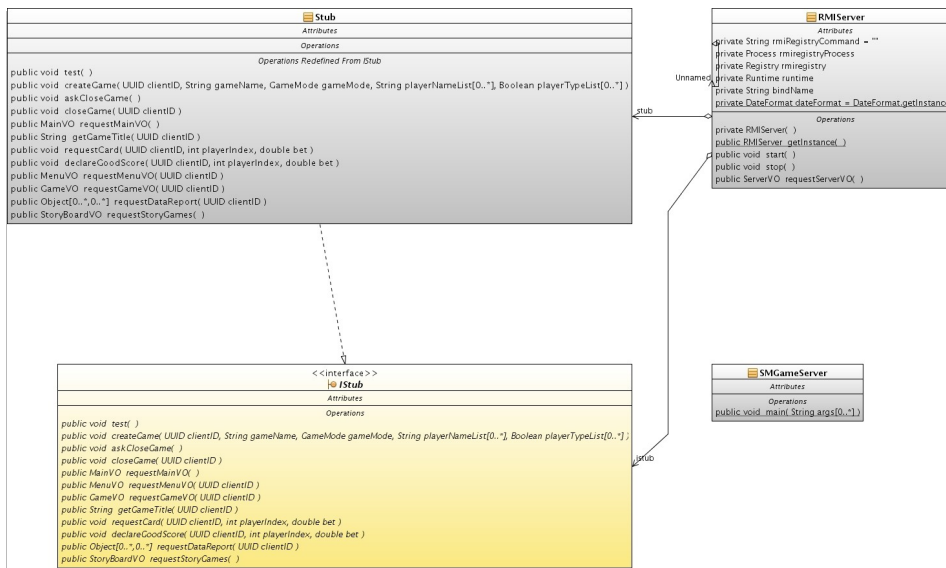 Stub
Attributes
Operations
Operations Redefined From IStub
public void test( )
public void createGame( UUID clientID, String gameName, GameMode gameMode, String playerNameList[0..*], Boolean playerTypeList[0..*] )
public void askCloseGame( )
public void closeGame( UUID clientID )
public MainVO requestMainVO( )
public String getGameTitle( UUID clientID )
public void requestCard( UUID clientID, int playerIndex, double bet )
public void declareGoodScore( UUID clientID, int playerIndex, double bet )
public MenuVO requestMenuVO( UUID clientID )
public GameVO requestGameVO( UUID clientID )
public Object[0..*,0..*] requestDataReport( UUID clientID )
public StoryBoardVO requestStoryGames( )
RMIServer
Attributes
private String rmiRegistryCommand = ""
private Process rmiregistryProcess
private Registry rmiregistry
private Runtime runtime
private String bindName
private DateFormat dateFormat = DateFormat.getInstance
Operations
private RMIServer( )
public RMIServer getInstance( )
public void start( )
public void stop( )
public ServerVO requestServerVO( )
Unnamed
stub
<<interface>>
IStub
Attributes
Operations
public void test( )
public void createGame( UUID clientID, String gameName, GameMode gameMode, String playerNameList[0..*], Boolean playerTypeList[0..*] )
public void askCloseGame( )
public void closeGame( UUID clientID )
public MainVO requestMainVO( )
public MenuVO requestMenuVO( UUID clientID )
public GameVO requestGameVO( UUID clientID )
public String getGameTitle( UUID clientID )
public void requestCard( UUID clientID, int playerIndex, double bet )
public void declareGoodScore( UUID clientID, int playerIndex, double bet )
public Object[0..*,0..*] requestDataReport( UUID clientID )
public StoryBoardVO requestStoryGames( )
istub
SMGameServer
Attributes
Operations
public void main( String args[0..*] )